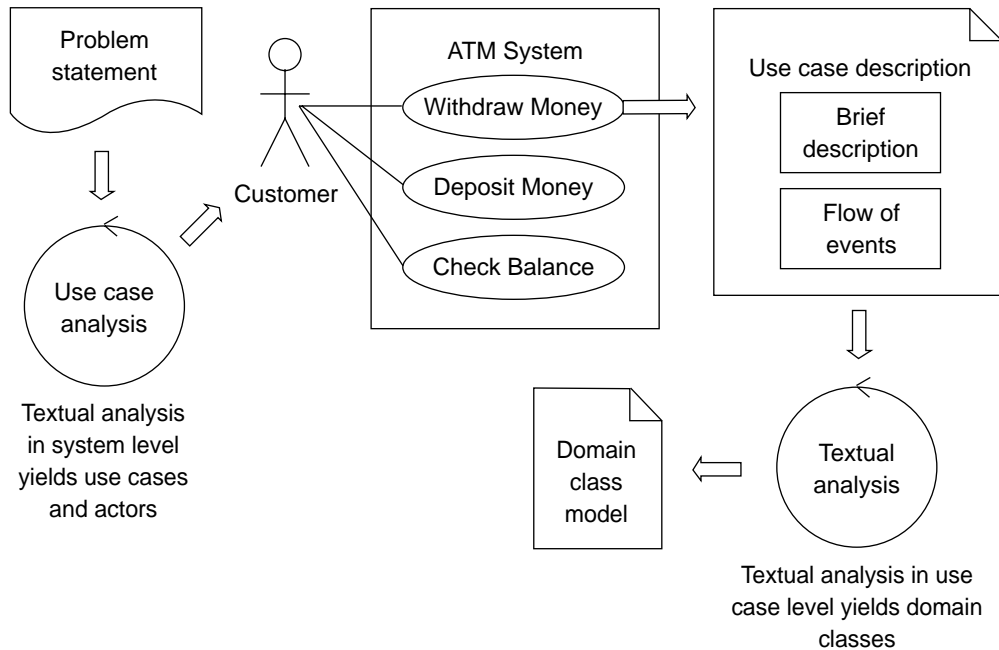 Problem
statement
Use case
analysis
Textual analysis
in system level
yields use cases
and actors
Customer
ATM System
Withdraw Money
Deposit Money
Check Balance
Use case description
Brief
description
Flow of
events
Textual
analysis
Textual analysis in use
case level yields domain
classes
Domain
class
model